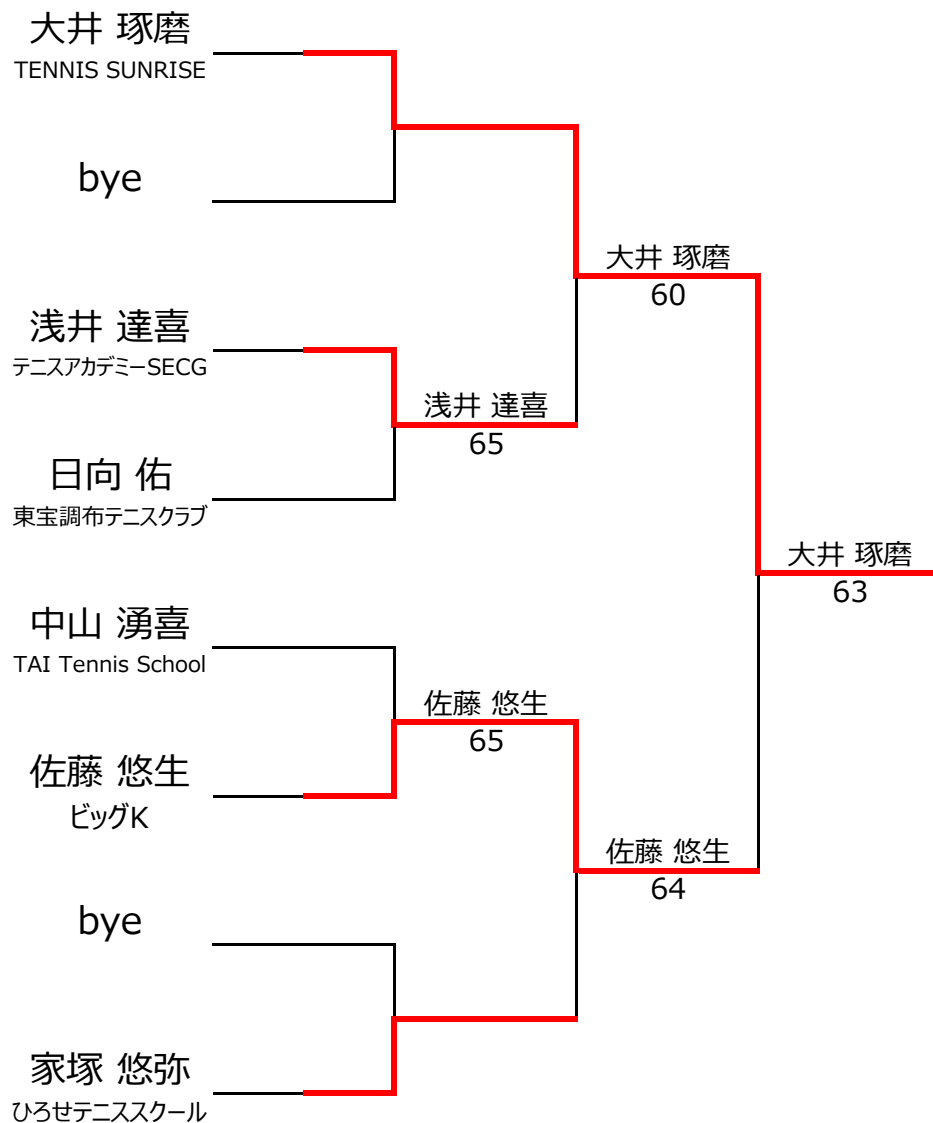 大井 琢磨
TENNIS SUNRISE
bye
浅井 達喜
テニスアカデミーSECG
日向 佑
東宝調布テニスクラブ
中山 湧喜
TAI Tennis School
佐藤 悠生
ビッグK
bye
家塚 悠弥
ひろせテニススクール
浅井 達喜
65
佐藤 悠生
65
大井 琢磨
60
佐藤 悠生
64
大井 琢磨
63